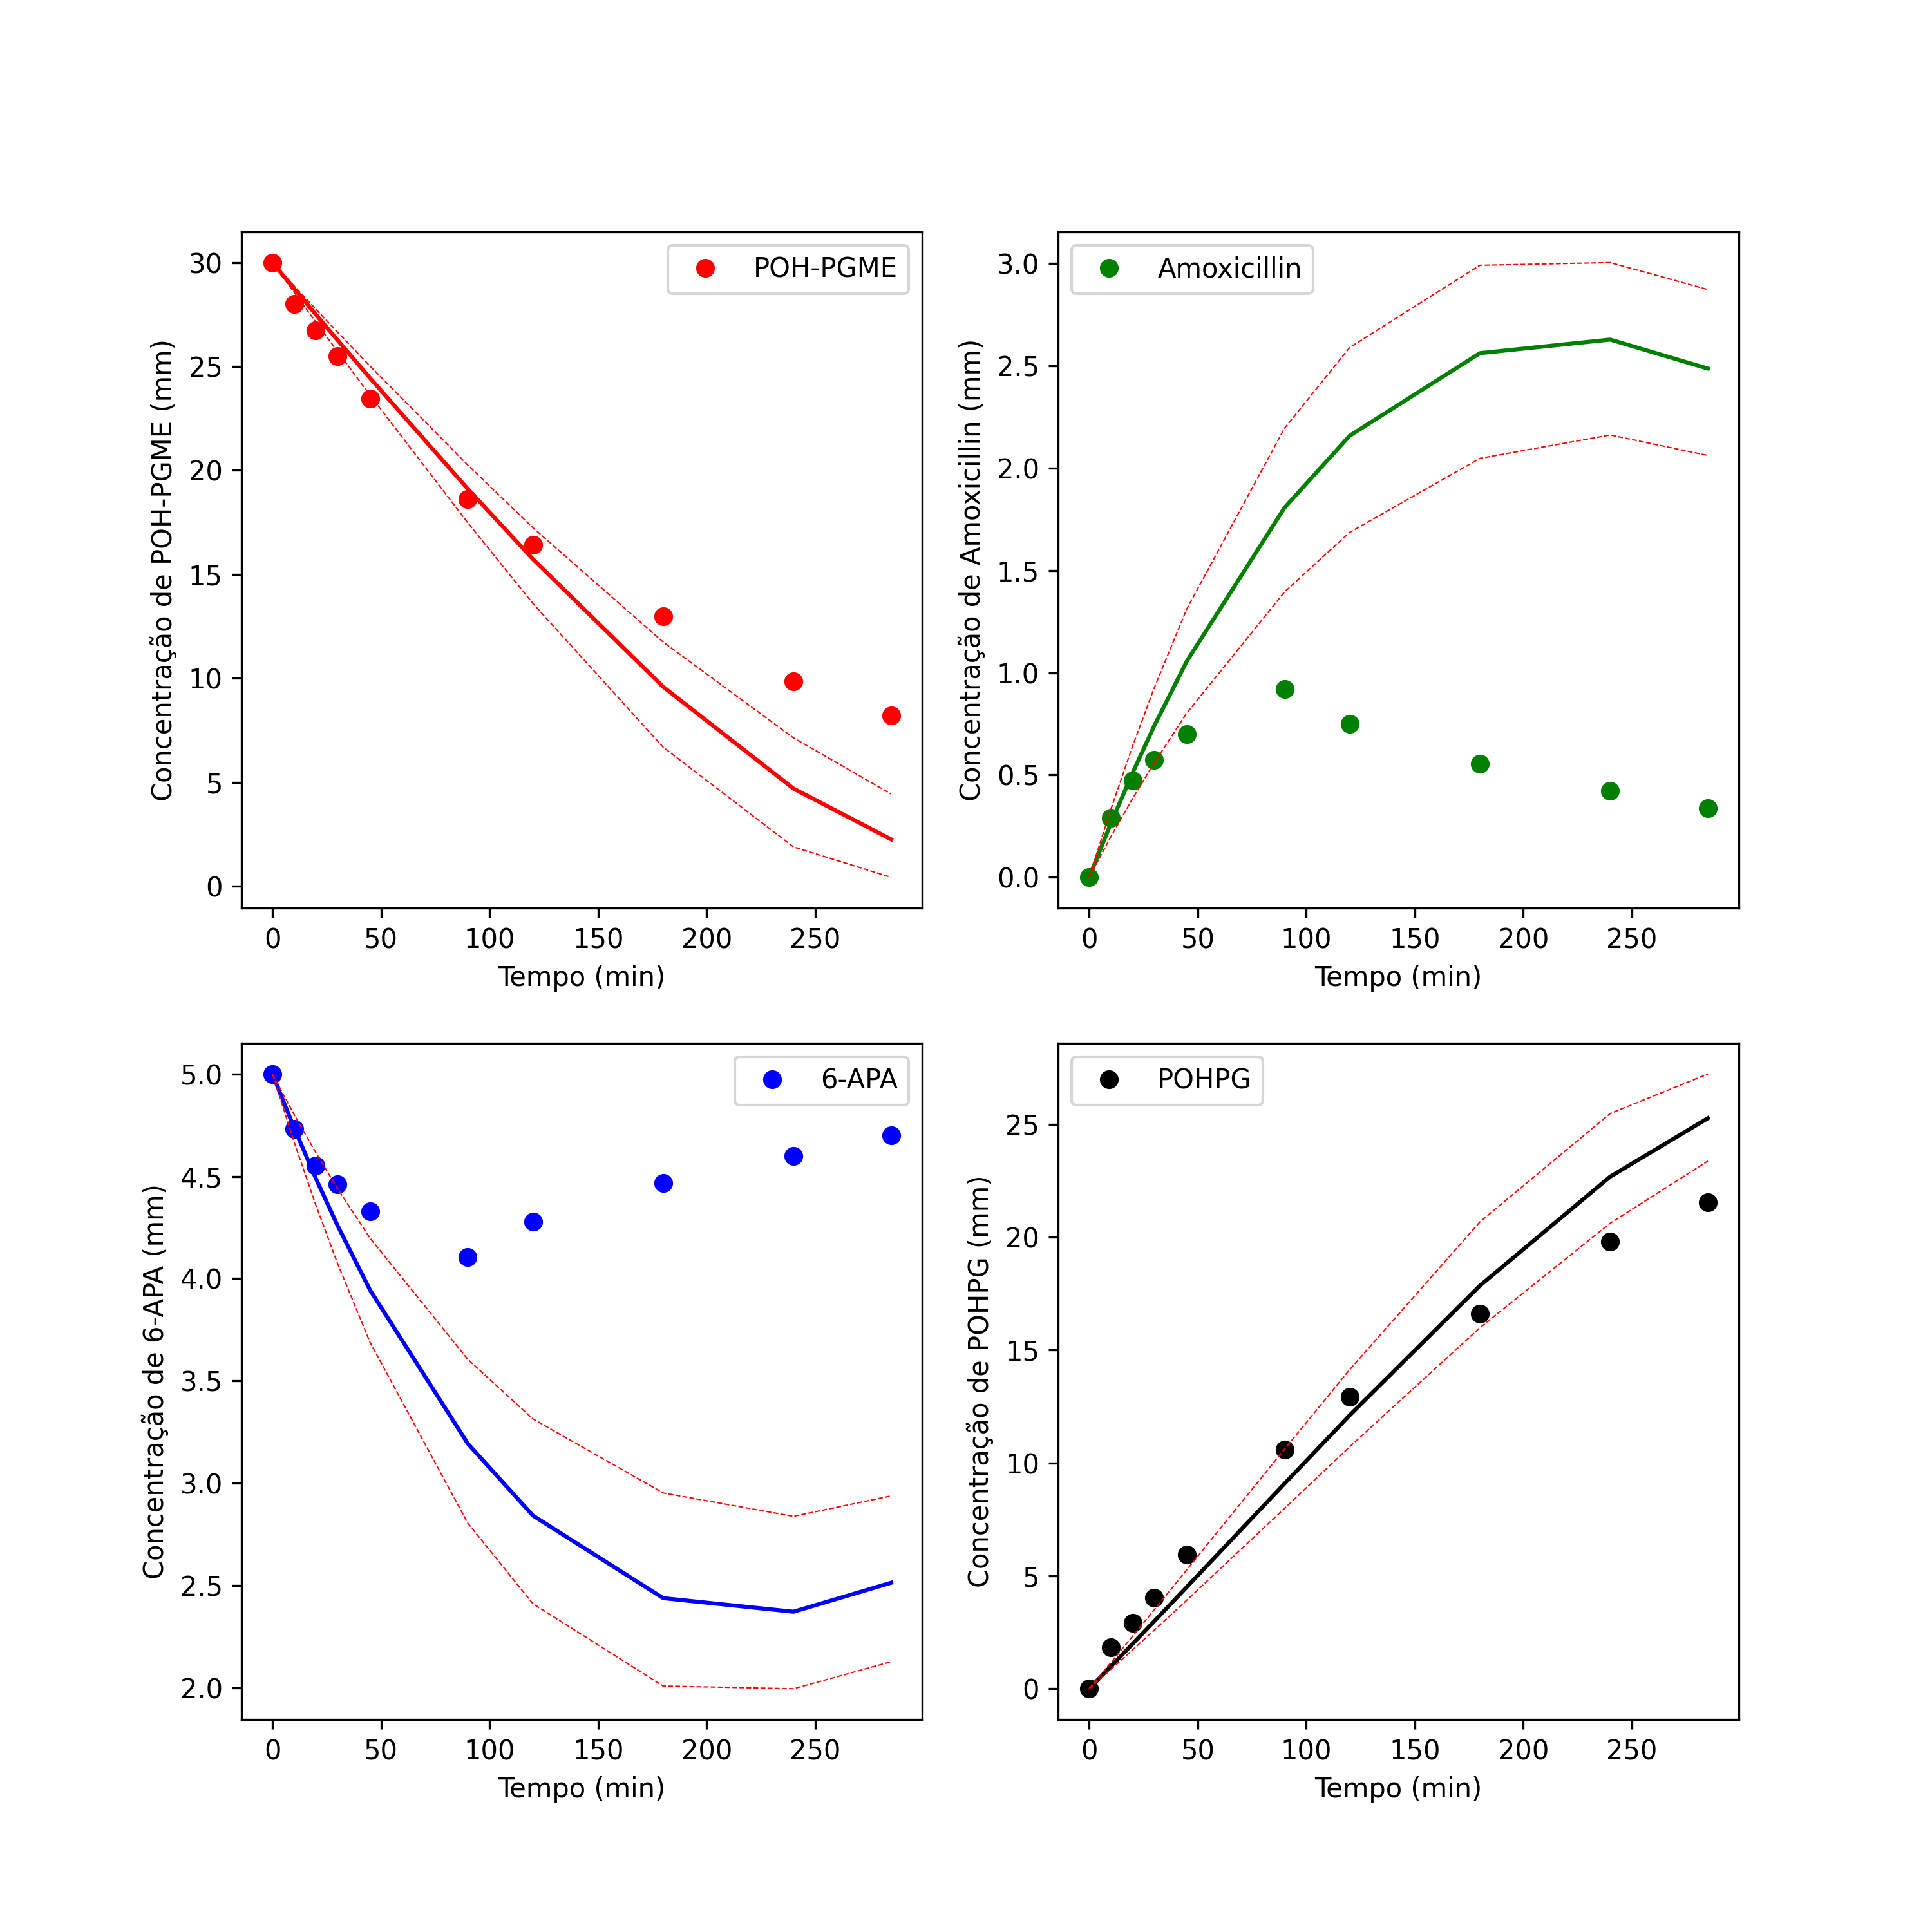 POH-PGME
30
25
20
15
10
5
0
Concentração de POH-PGME (mm)
0 50 100 150 200 250
Tempo (min)
Amoxicillin
3.0
2.5
2.0
1.5
1.0
0.5
0.0
Concentração de Amoxicillin (mm)
0 50 100 150 200 250
Tempo (min)
6-APA
5.0
4.5
4.0
3.5
3.0
2.5
2.0
Concentração de 6-APA (mm)
0 50 100 150 200 250
Tempo (min)
POHPG
25
20
15
10
5
0
Concentração de POHPG (mm)
0 50 100 150 200 250
Tempo (min)